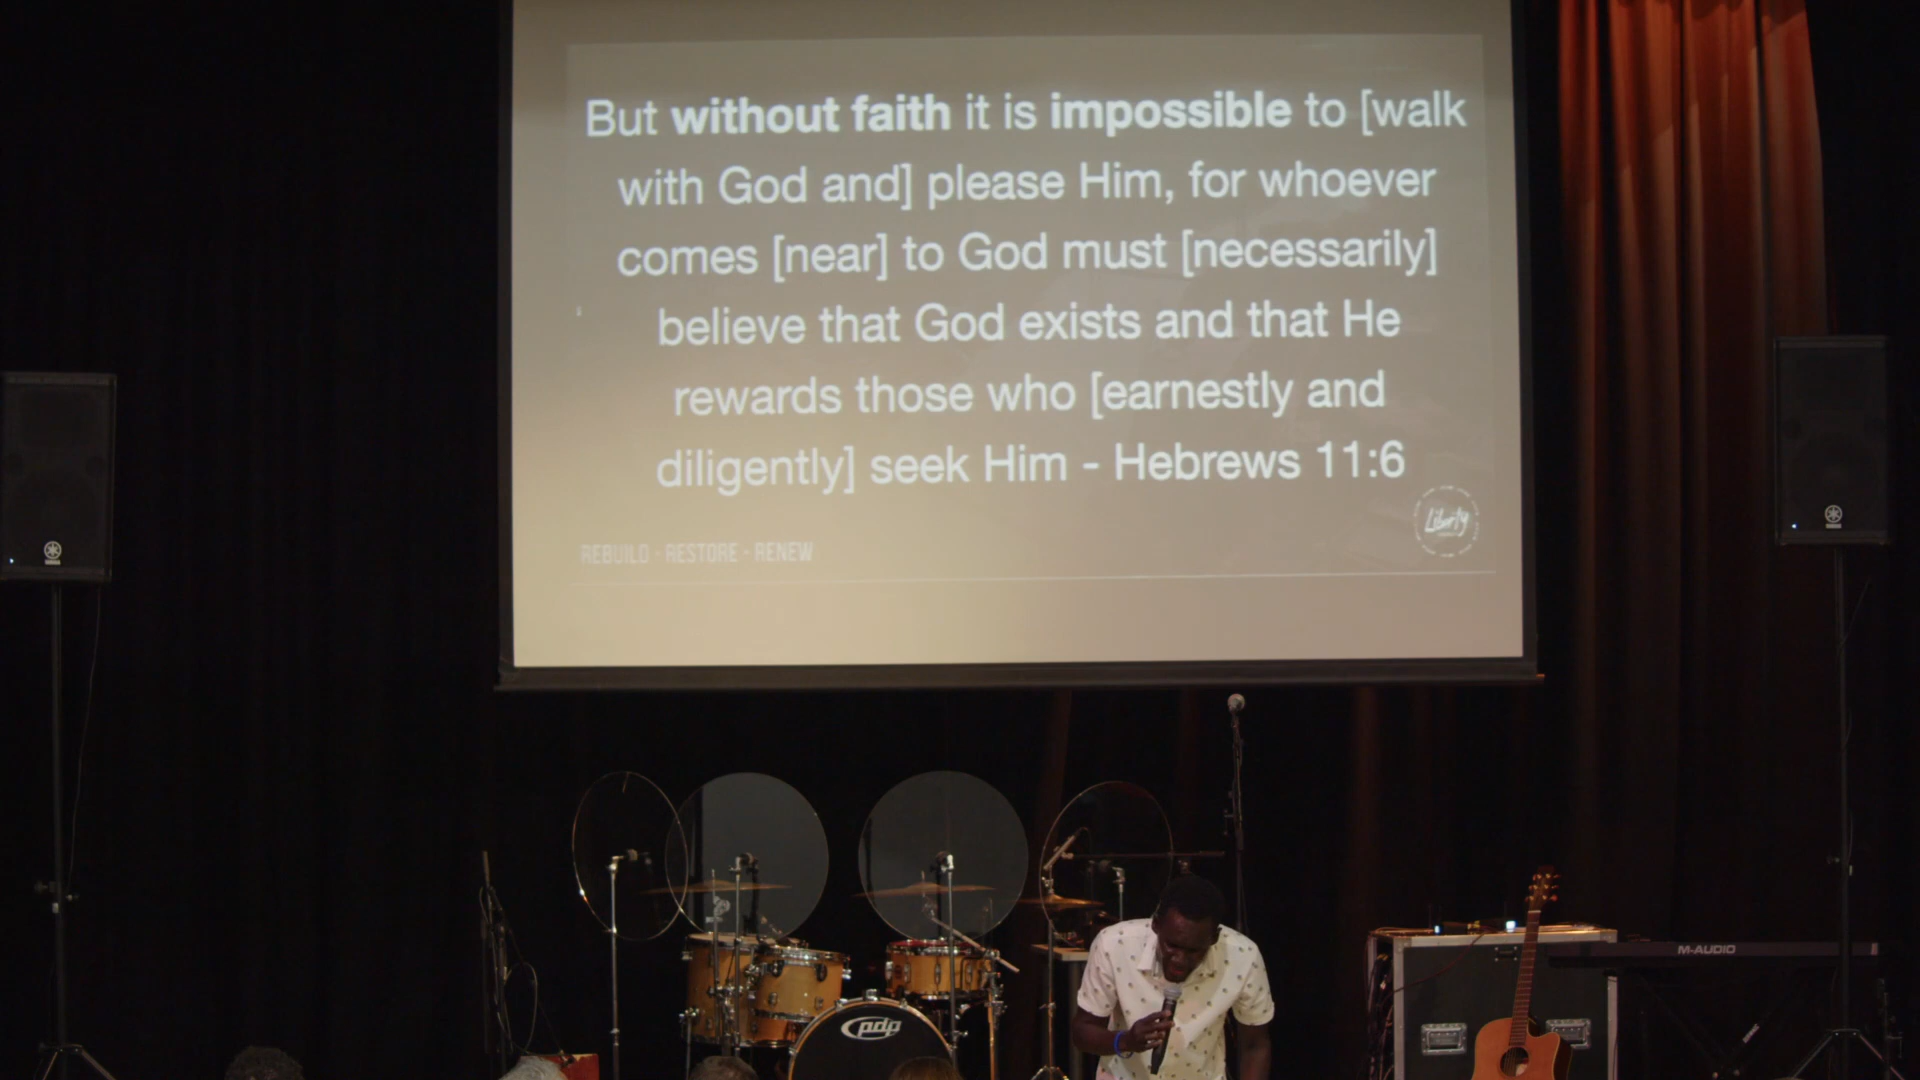 But without faith it is impossible to [walk
with God and] please Him, for whoever
comes [near] to God must [necessarily]
believe that God exists and that He
rewards those who [earnestly and
diligently] seek Him - Hebrews 11:6
Liberty
REBUILD - RESTORE - RENEW
M-AUDIO
pdp